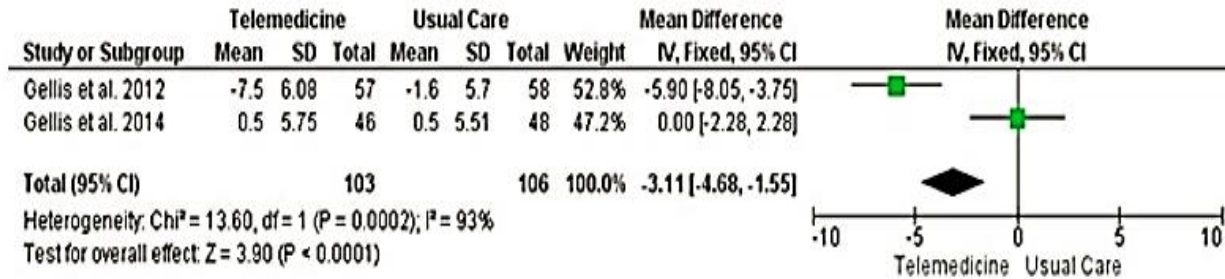 Telemedicine Usual Care Mean Difference Mean Difference
Study or Subgroup Mean SD Total Mean SD Total Weight IV, Fixed, 95% CI IV, Fixed, 95% CI
Gellis et al. 2012 -7.5 6.08 57 -1.6 5.7 58 52.8% -5.90 [-8.05, -3.75]
Gellis et al. 2014 0.5 5.75 46 0.5 5.51 48 47.2% 0.00 [-2.28, 2.28]
Total (95% CI) 103 106 100.0% -3.11 [-4.68, -1.55]
Heterogeneity: Chi² = 13.60, df = 1 (P = 0.0002); I² = 93%
Test for overall effect: Z = 3.90 (P < 0.0001)
-10 -5 0 5 10
Telemedicine Usual Care